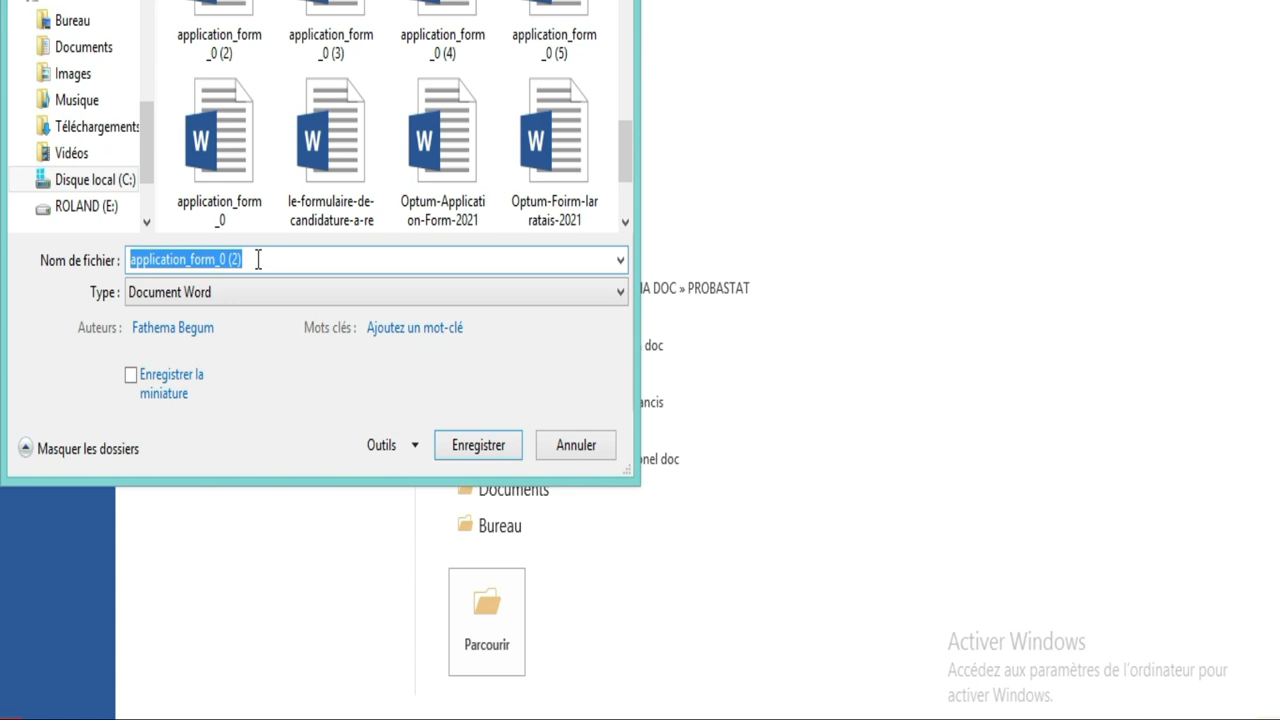 Bureau
Documents
Images
Musique
Téléchargements
Vidéos
Disque local (C:)
ROLAND (E:)
application_form
_0 (2)
application_form
_0 (3)
application_form
_0 (4)
application_form
_0 (5)
W
W
W
W
application_form
_0
le-formulaire-de-
candidature-a-re
Optum-Applicati
on-Form-2021
Optum-Foirm-Iar
ratais-2021
Nom de fichier : application_form_0 (2)
Type : Document Word
Auteurs : Fathema Begum
Mots clés : Ajoutez un mot-clé
Enregistrer la
miniature
Masquer les dossiers
Outils
Enregistrer
Annuler
DOC » PROBASTAT
doc
ancis
onel doc
Documents
Bureau
Parcourir
Activer Windows
Accédez aux paramètres de l'ordinateur pour
activer Windows.